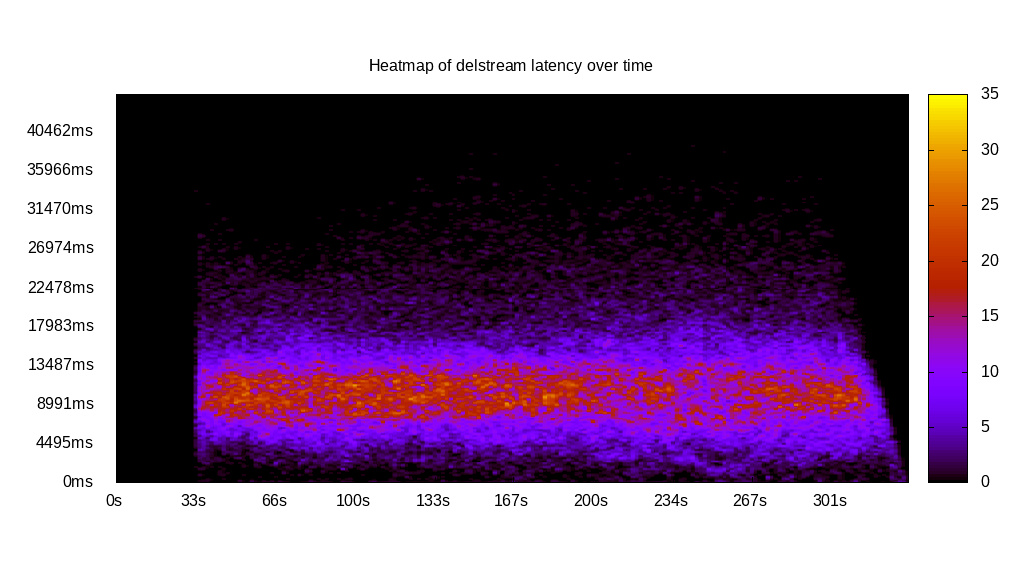 Heatmap of delstream latency over time
40462ms
35966ms
31470ms
26974ms
22478ms
17983ms
13487ms
8991ms
4495ms
0ms
0s 33s 66s 100s 133s 167s 200s 234s 267s 301s
35
30
25
20
15
10
5
0